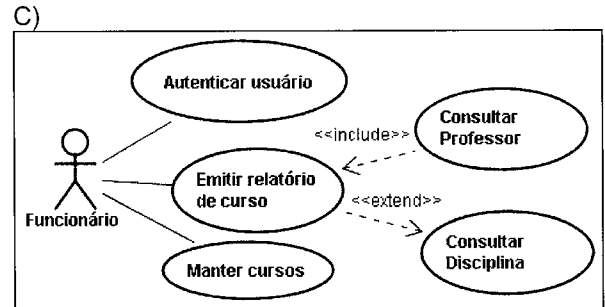 C)
Autenticar usuário
Consultar
Professor
<<include>>
Emitir relatório
de curso
<<extend>>
Funcionário
Consultar
Disciplina
Manter cursos